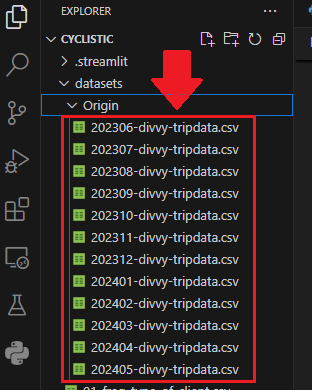 EXPLORER
CYCLISTIC
.streamlit
datasets
Origin
202306-divvy-tripdata.csv
202307-divvy-tripdata.csv
202308-divvy-tripdata.csv
202309-divvy-tripdata.csv
202310-divvy-tripdata.csv
202311-divvy-tripdata.csv
202312-divvy-tripdata.csv
202401-divvy-tripdata.csv
202402-divvy-tripdata.csv
202403-divvy-tripdata.csv
202404-divvy-tripdata.csv
202405-divvy-tripdata.csv